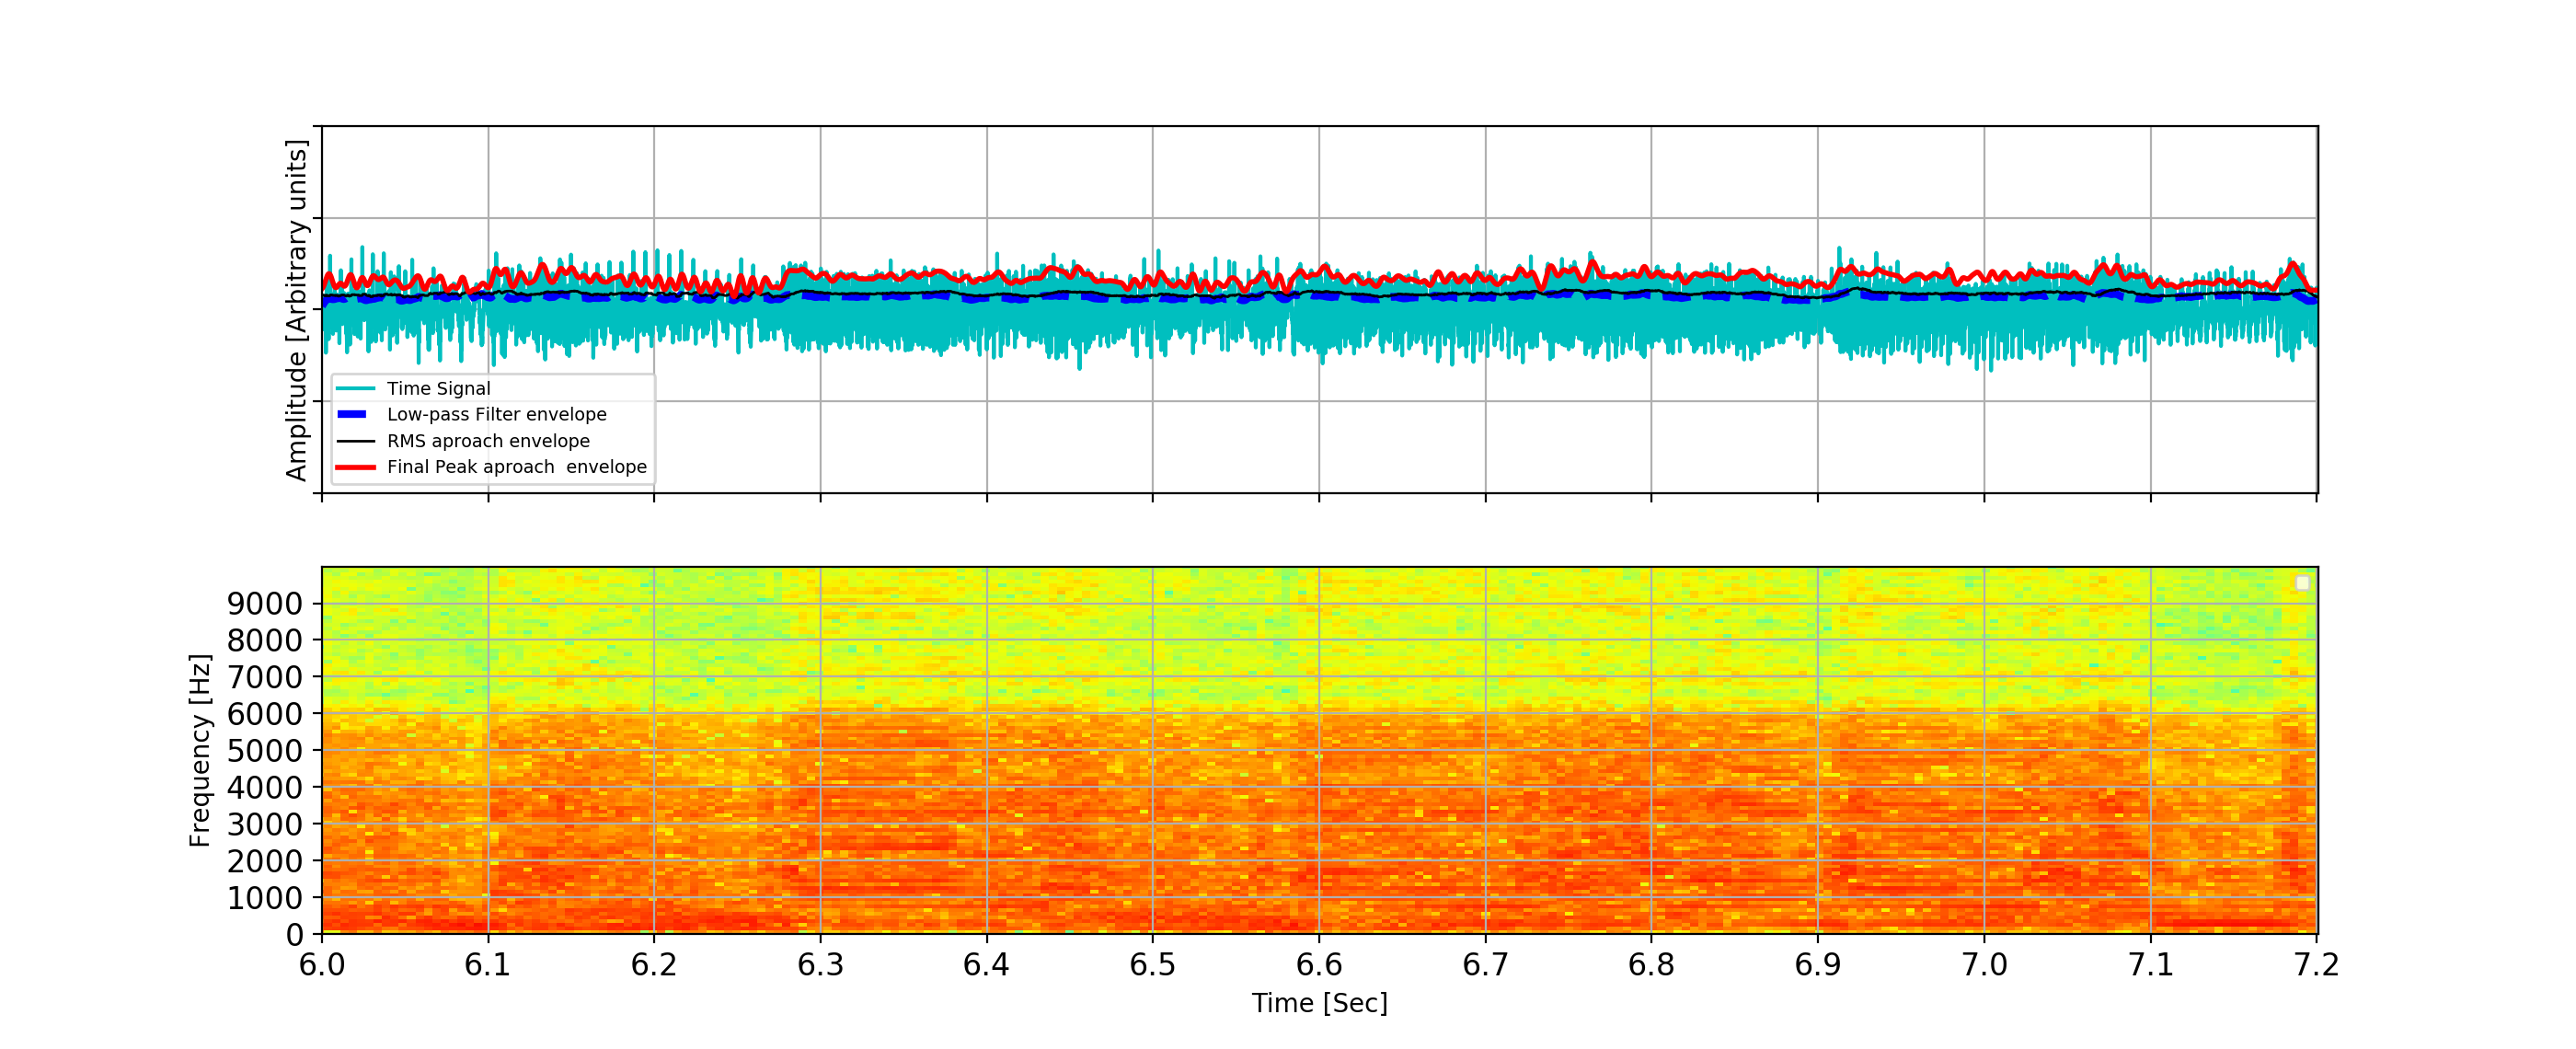 Amplitude [Arbitrary units]
Time Signal
Low-pass Filter envelope
RMS aproach envelope
Final Peak aproach  envelope
Frequency [Hz]
9000
8000
7000
6000
5000
4000
3000
2000
1000
0
6.0 6.1 6.2 6.3 6.4 6.5 6.6 6.7 6.8 6.9 7.0 7.1 7.2
Time [Sec]